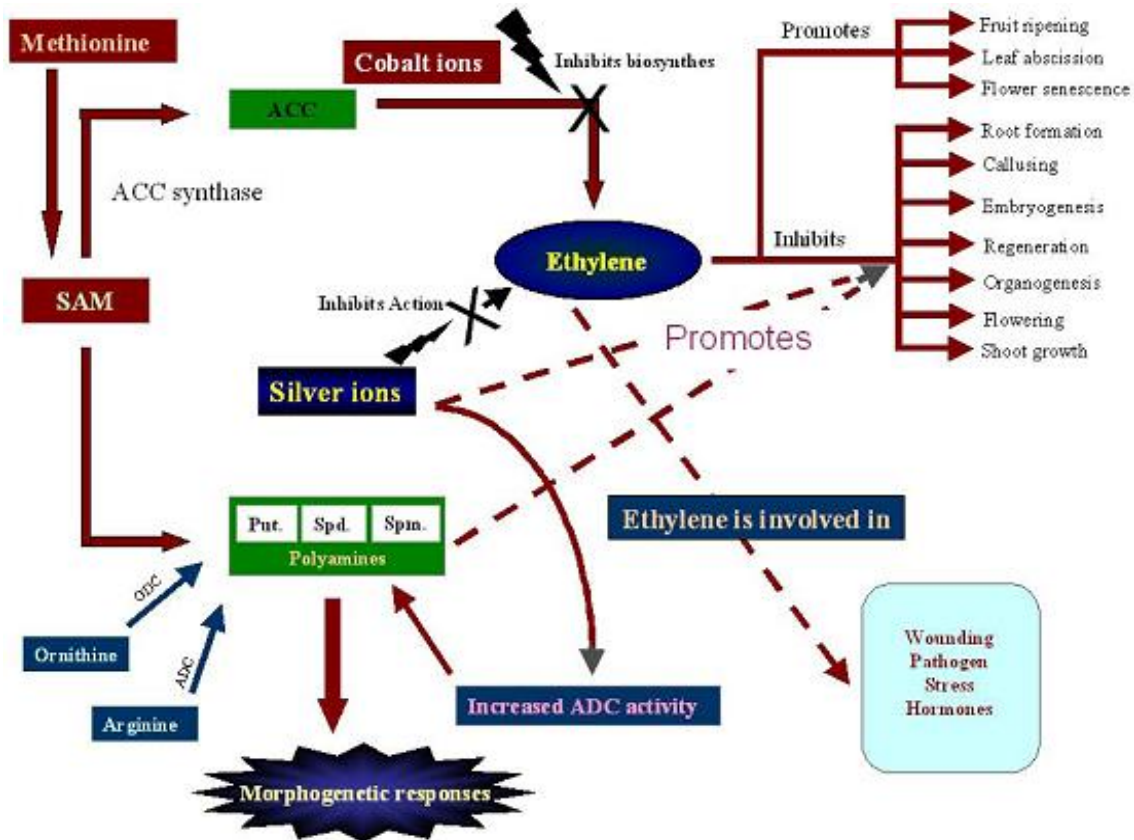 Methionine
Cobalt ions
Inhibits biosynthes
Promotes
Fruit ripening
Leaf abscission
Flower senescence
ACC
ACC synthase
Root formation
Callusing
Embryogenesis
Inhibits
Regeneration
Organogenesis
Flowering
Shoot growth
Ethylene
SAM
Inhibits Action
Promotes
Silver ions
Put.
Spd.
Spm.
Polyamines
Ethylene is involved in
ODC
Ornithine
ADC
Arginine
Increased ADC activity
Wounding
Pathogen
Stress
Hormones
Morphogenetic responses